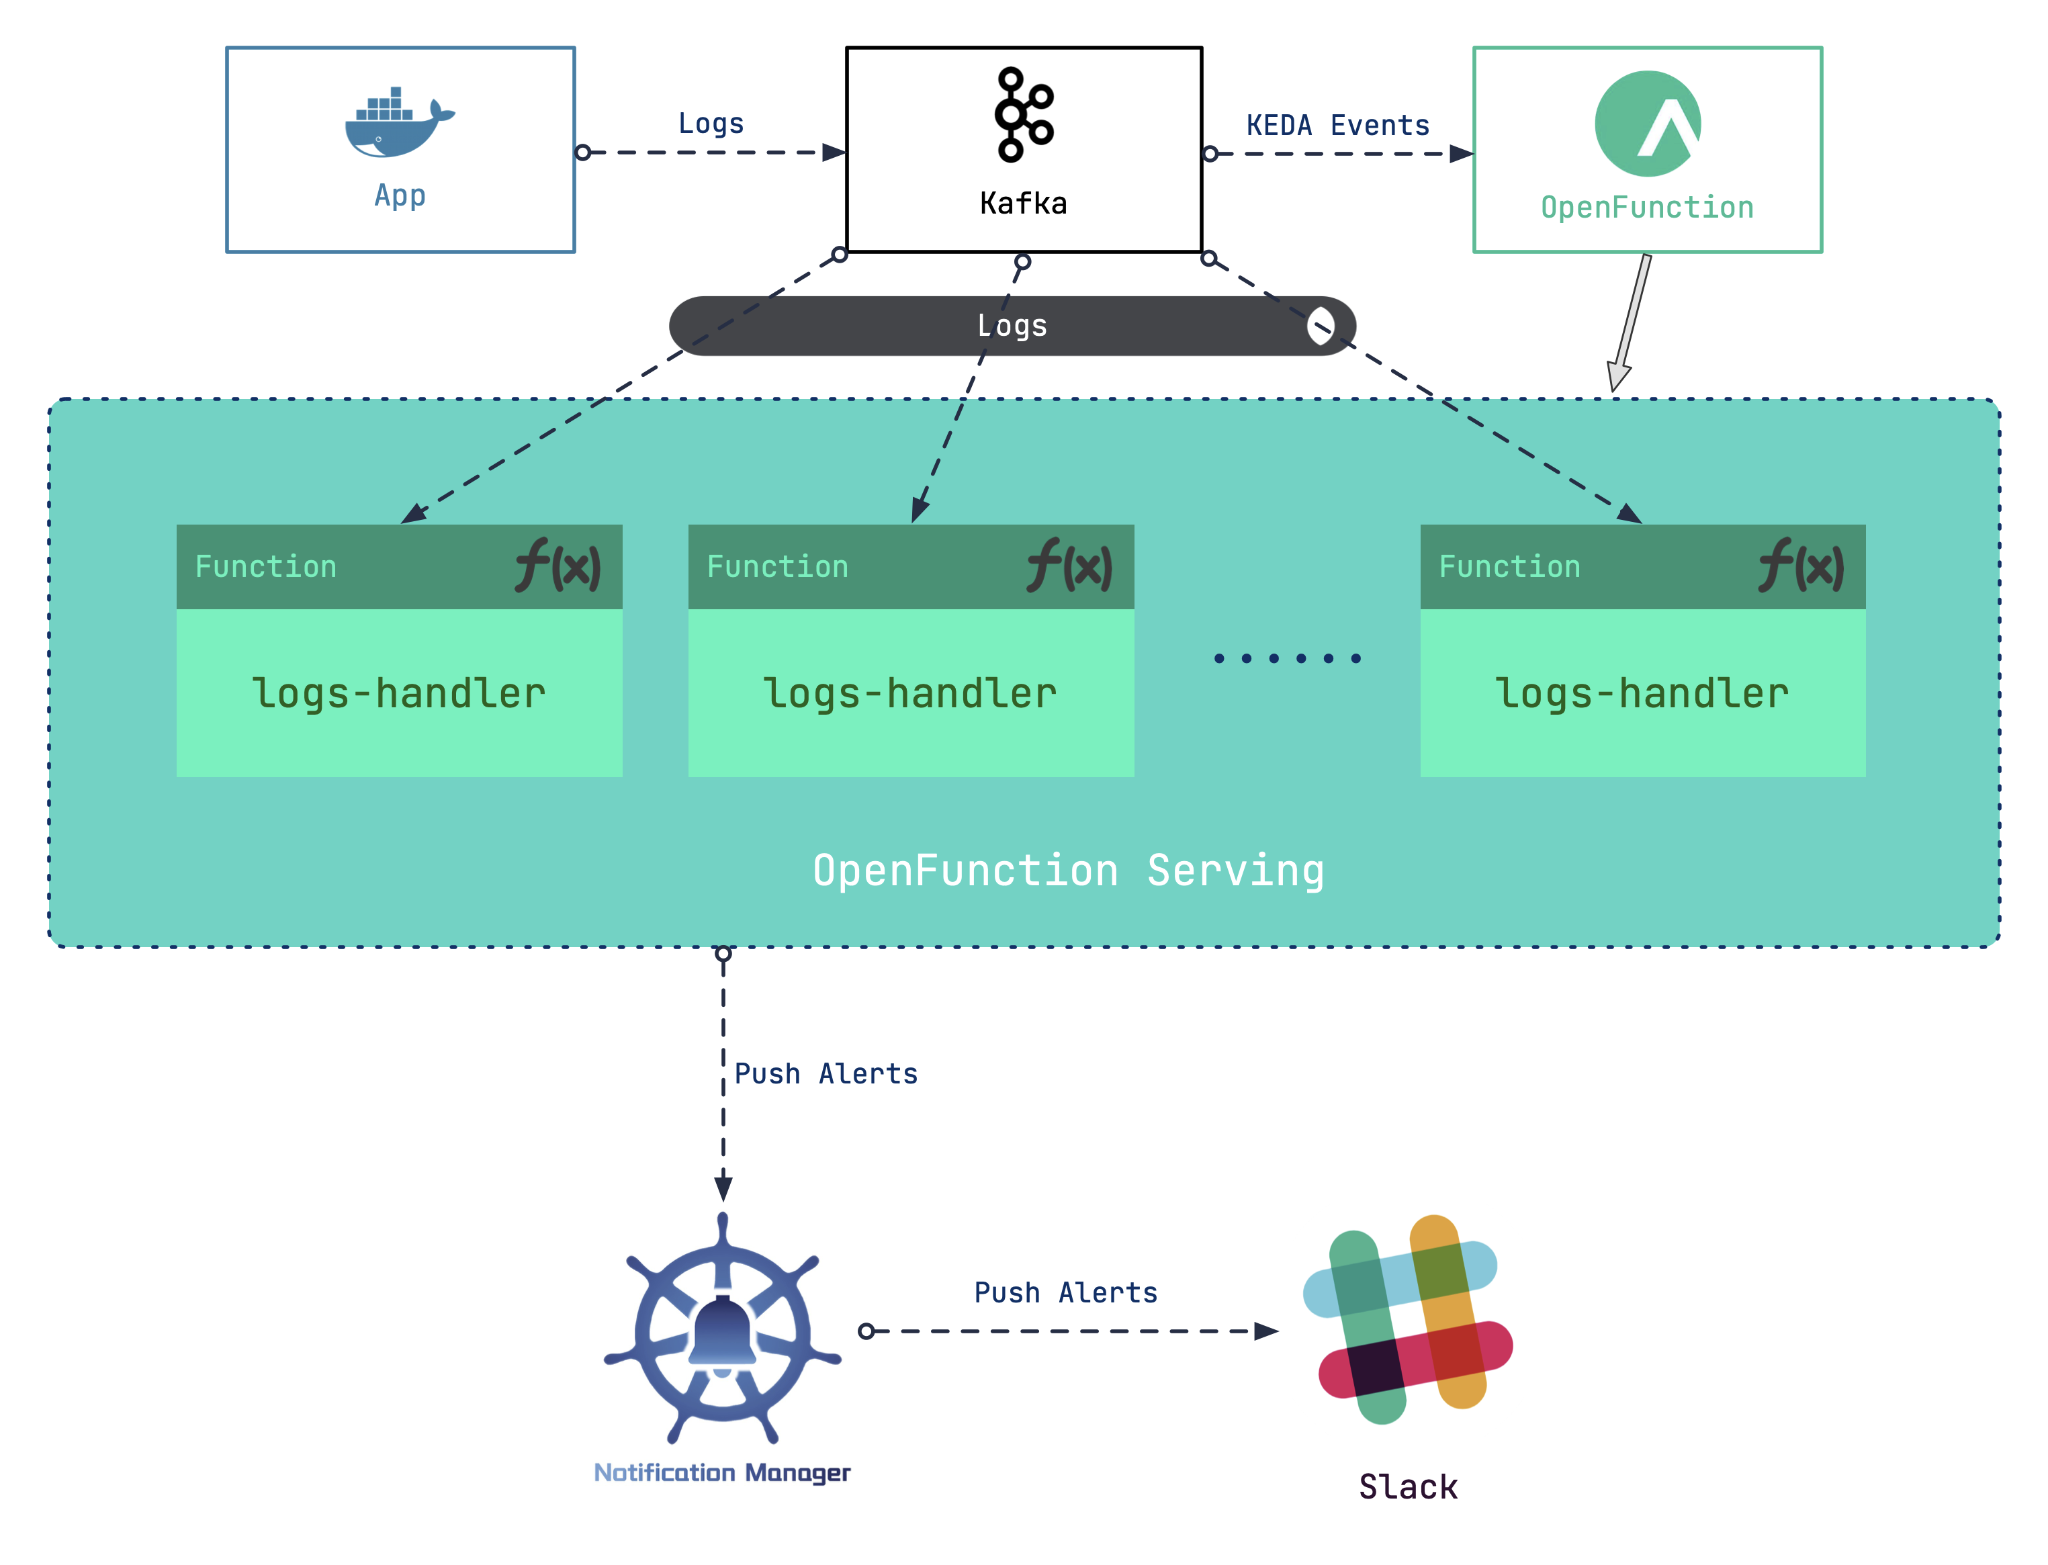 Logs
KEDA Events
App
Kafka
OpenFunction
Logs
Function
f(x)
Function
f(x)
Function
f(x)
logs-handler
logs-handler
logs-handler
OpenFunction Serving
Push Alerts
Push Alerts
Notification Manager
Slack